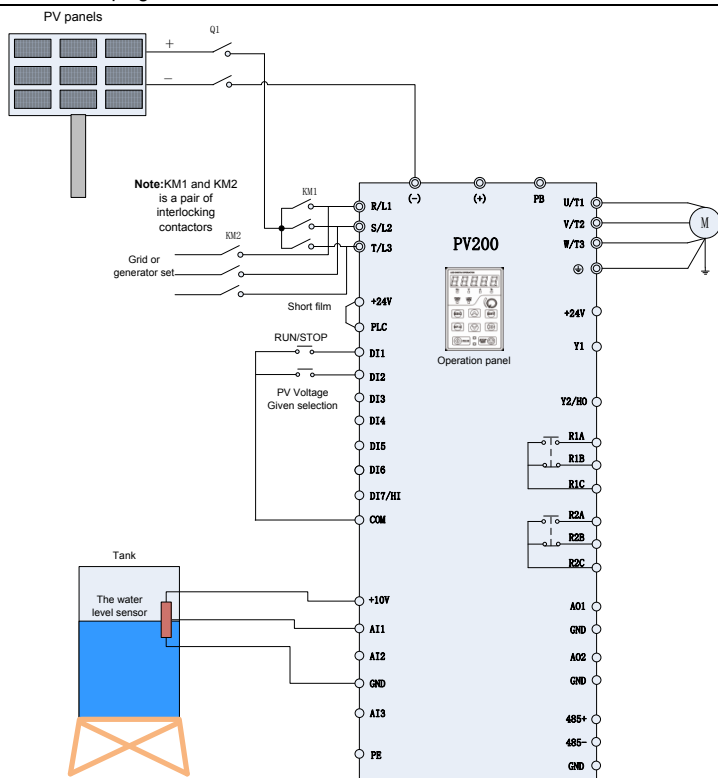 PV panels
Q1
+
−
Note:KM1 and KM2
is a pair of
interlocking
contactors
KM1
KM2
Grid or
generator set
(-)
(+)
PB
R/L1
S/L2
T/L3
U/T1
V/T2
W/T3
M
PV200
Operation panel
Short film
+24V
PLC
RUN/STOP
DI1
DI2
PV Voltage
Given selection
DI3
DI4
DI5
DI6
DI7/HI
COM
+24V
Y1
Y2/HO
R1A
R1B
R1C
R2A
R2B
R2C
Tank
The water
level sensor
+10V
AI1
AI2
GND
AI3
PE
AO1
GND
AO2
GND
485+
485-
GND